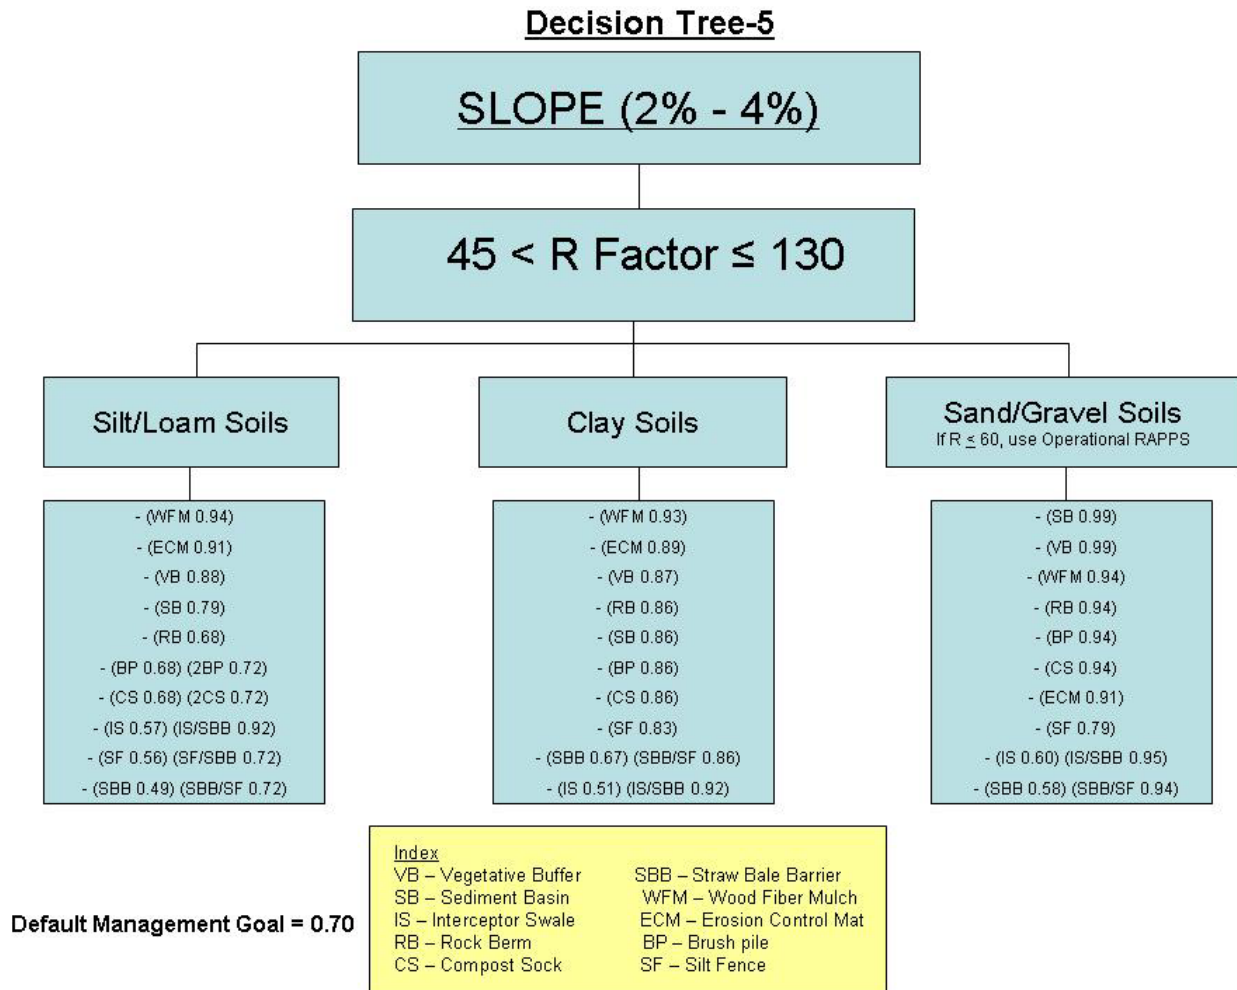 Decision Tree-5
SLOPE (2% - 4%)
45 < R Factor ≤ 130
Silt/Loam Soils
Clay Soils
Sand/Gravel Soils
If R ≤ 60, use Operational RAPPS
- (WFM 0.94)
- (ECM 0.91)
- (VB 0.88)
- (SB 0.79)
- (RB 0.68)
- (BP 0.68) (2BP 0.72)
- (CS 0.68) (2CS 0.72)
- (IS 0.57) (IS/SBB 0.92)
- (SF 0.56) (SF/SBB 0.72)
- (SBB 0.49) (SBB/SF 0.72)
- (WFM 0.93)
- (ECM 0.89)
- (VB 0.87)
- (RB 0.86)
- (SB 0.86)
- (BP 0.86)
- (CS 0.86)
- (SF 0.83)
- (SBB 0.67) (SBB/SF 0.86)
- (IS 0.51) (IS/SBB 0.92)
- (SB 0.99)
- (VB 0.99)
- (WFM 0.94)
- (RB 0.94)
- (BP 0.94)
- (CS 0.94)
- (ECM 0.91)
- (SF 0.79)
- (IS 0.60) (IS/SBB 0.95)
- (SBB 0.58) (SBB/SF 0.94)
Default Management Goal = 0.70
Index
VB – Vegetative Buffer SBB – Straw Bale Barrier
SB – Sediment Basin WFM – Wood Fiber Mulch
IS – Interceptor Swale ECM – Erosion Control Mat
RB – Rock Berm BP – Brush pile
CS – Compost Sock SF – Silt Fence